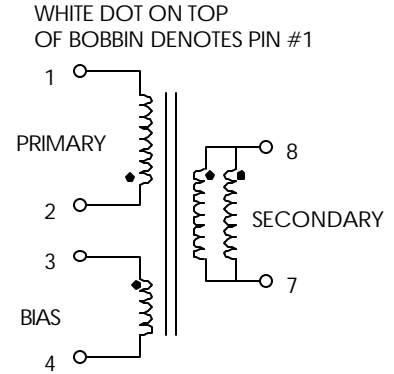 WHITE DOT ON TOP
OF BOBBIN DENOTES PIN #1
1
PRIMARY
2
3
BIAS
4
8
SECONDARY
7